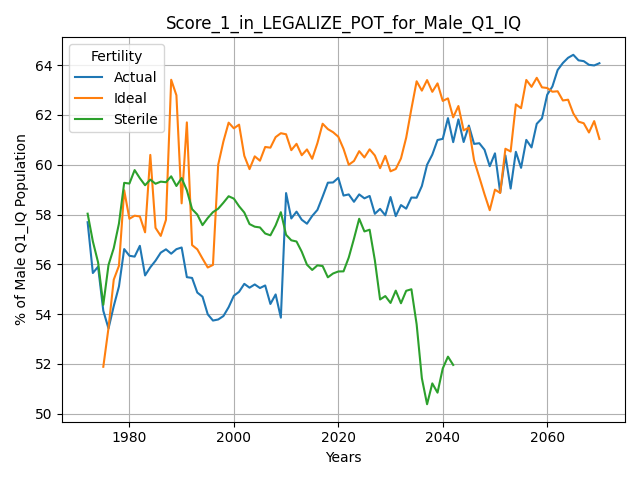 Score_1_in_LEGALIZE_POT_for_Male_Q1_IQ
Fertility
Actual
Ideal
Sterile
% of Male Q1_IQ Population
64
62
60
58
56
54
52
50
1980
2000
2020
2040
2060
Years